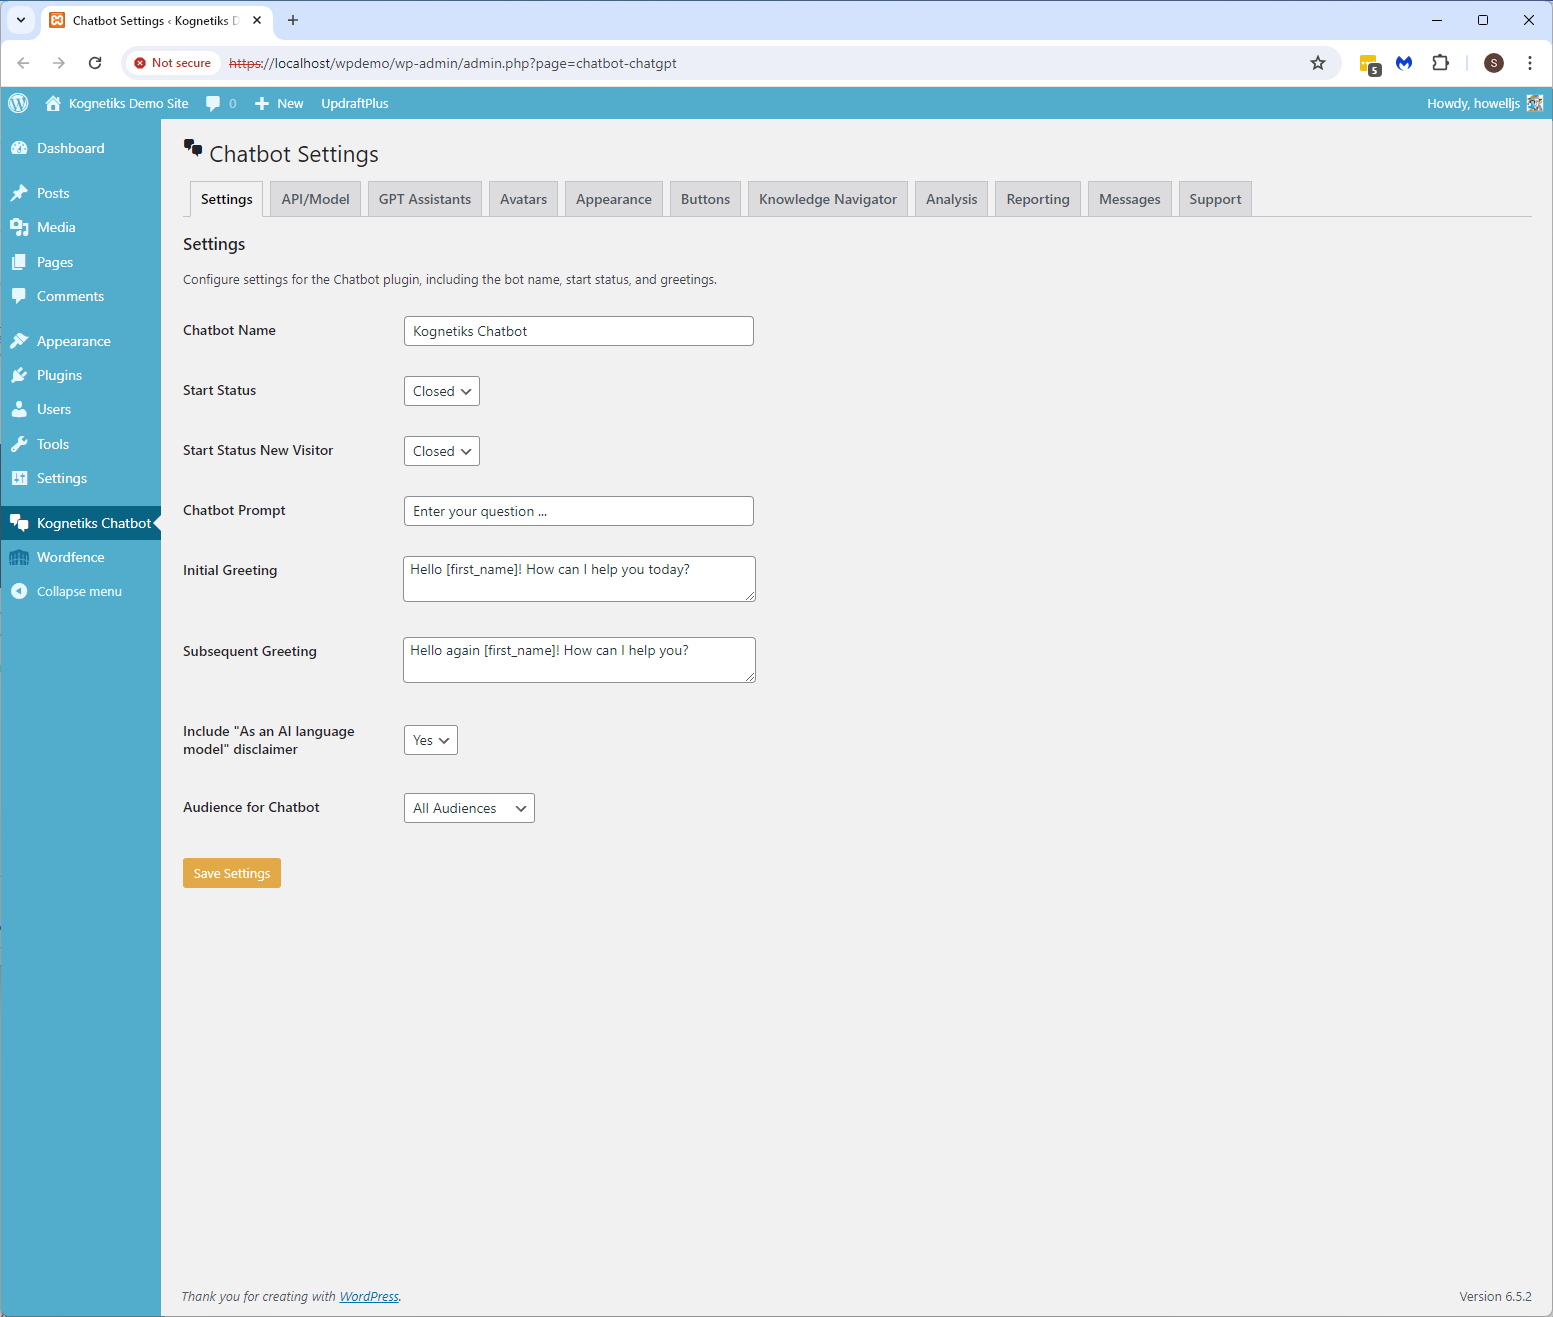 Chatbot Settings ‹ Kognetiks D
Not secure
https://localhost/wpdemo/wp-admin/admin.php?page=chatbot-chatgpt
5
S
Kognetiks Demo Site
0
New
UpdraftPlus
Howdy, howelljs
Dashboard
Posts
Media
Pages
Comments
Appearance
Plugins
Users
Tools
Settings
Kognetiks Chatbot
Wordfence
Collapse menu
Chatbot Settings
Settings
API/Model
GPT Assistants
Avatars
Appearance
Buttons
Knowledge Navigator
Analysis
Reporting
Messages
Support
Settings
Configure settings for the Chatbot plugin, including the bot name, start status, and greetings.
Chatbot Name
Kognetiks Chatbot
Start Status
Closed
Start Status New Visitor
Closed
Chatbot Prompt
Enter your question ...
Initial Greeting
Hello [first_name]! How can I help you today?
Subsequent Greeting
Hello again [first_name]! How can I help you?
Include "As an AI language
model" disclaimer
Yes
Audience for Chatbot
All Audiences
Save Settings
Thank you for creating with WordPress.
Version 6.5.2